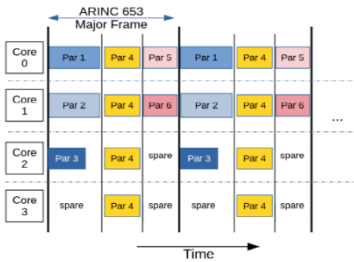 ARINC 653
Major Frame
Core 0 Par 1 Par 4 Par 5 Par 1 Par 4 Par 5
Core 1 Par 2 Par 4 Par 6 Par 2 Par 4 Par 6
...
Core 2 Par 3 Par 4 spare Par 3 Par 4 spare
Core 3 spare Par 4 spare spare Par 4 spare
Time